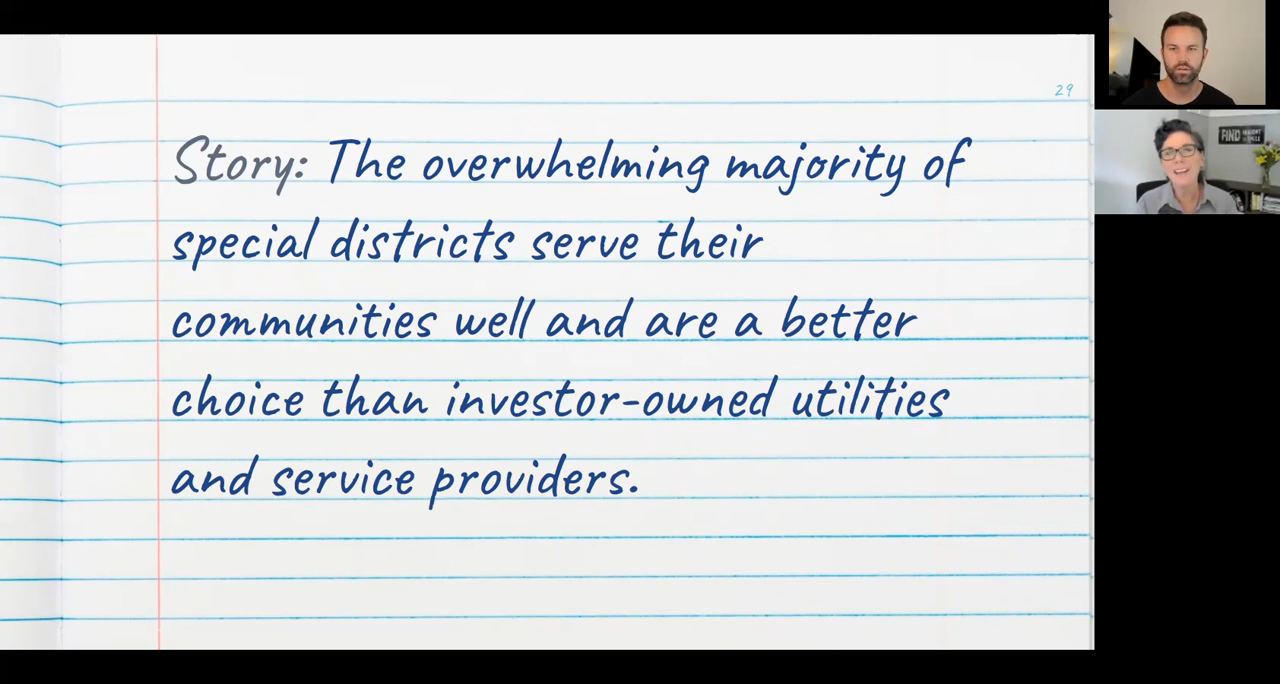 29
Story: The overwhelming majority of
special districts serve their
communities well and are a better
choice than investor-owned utilities
and service providers.
FIND